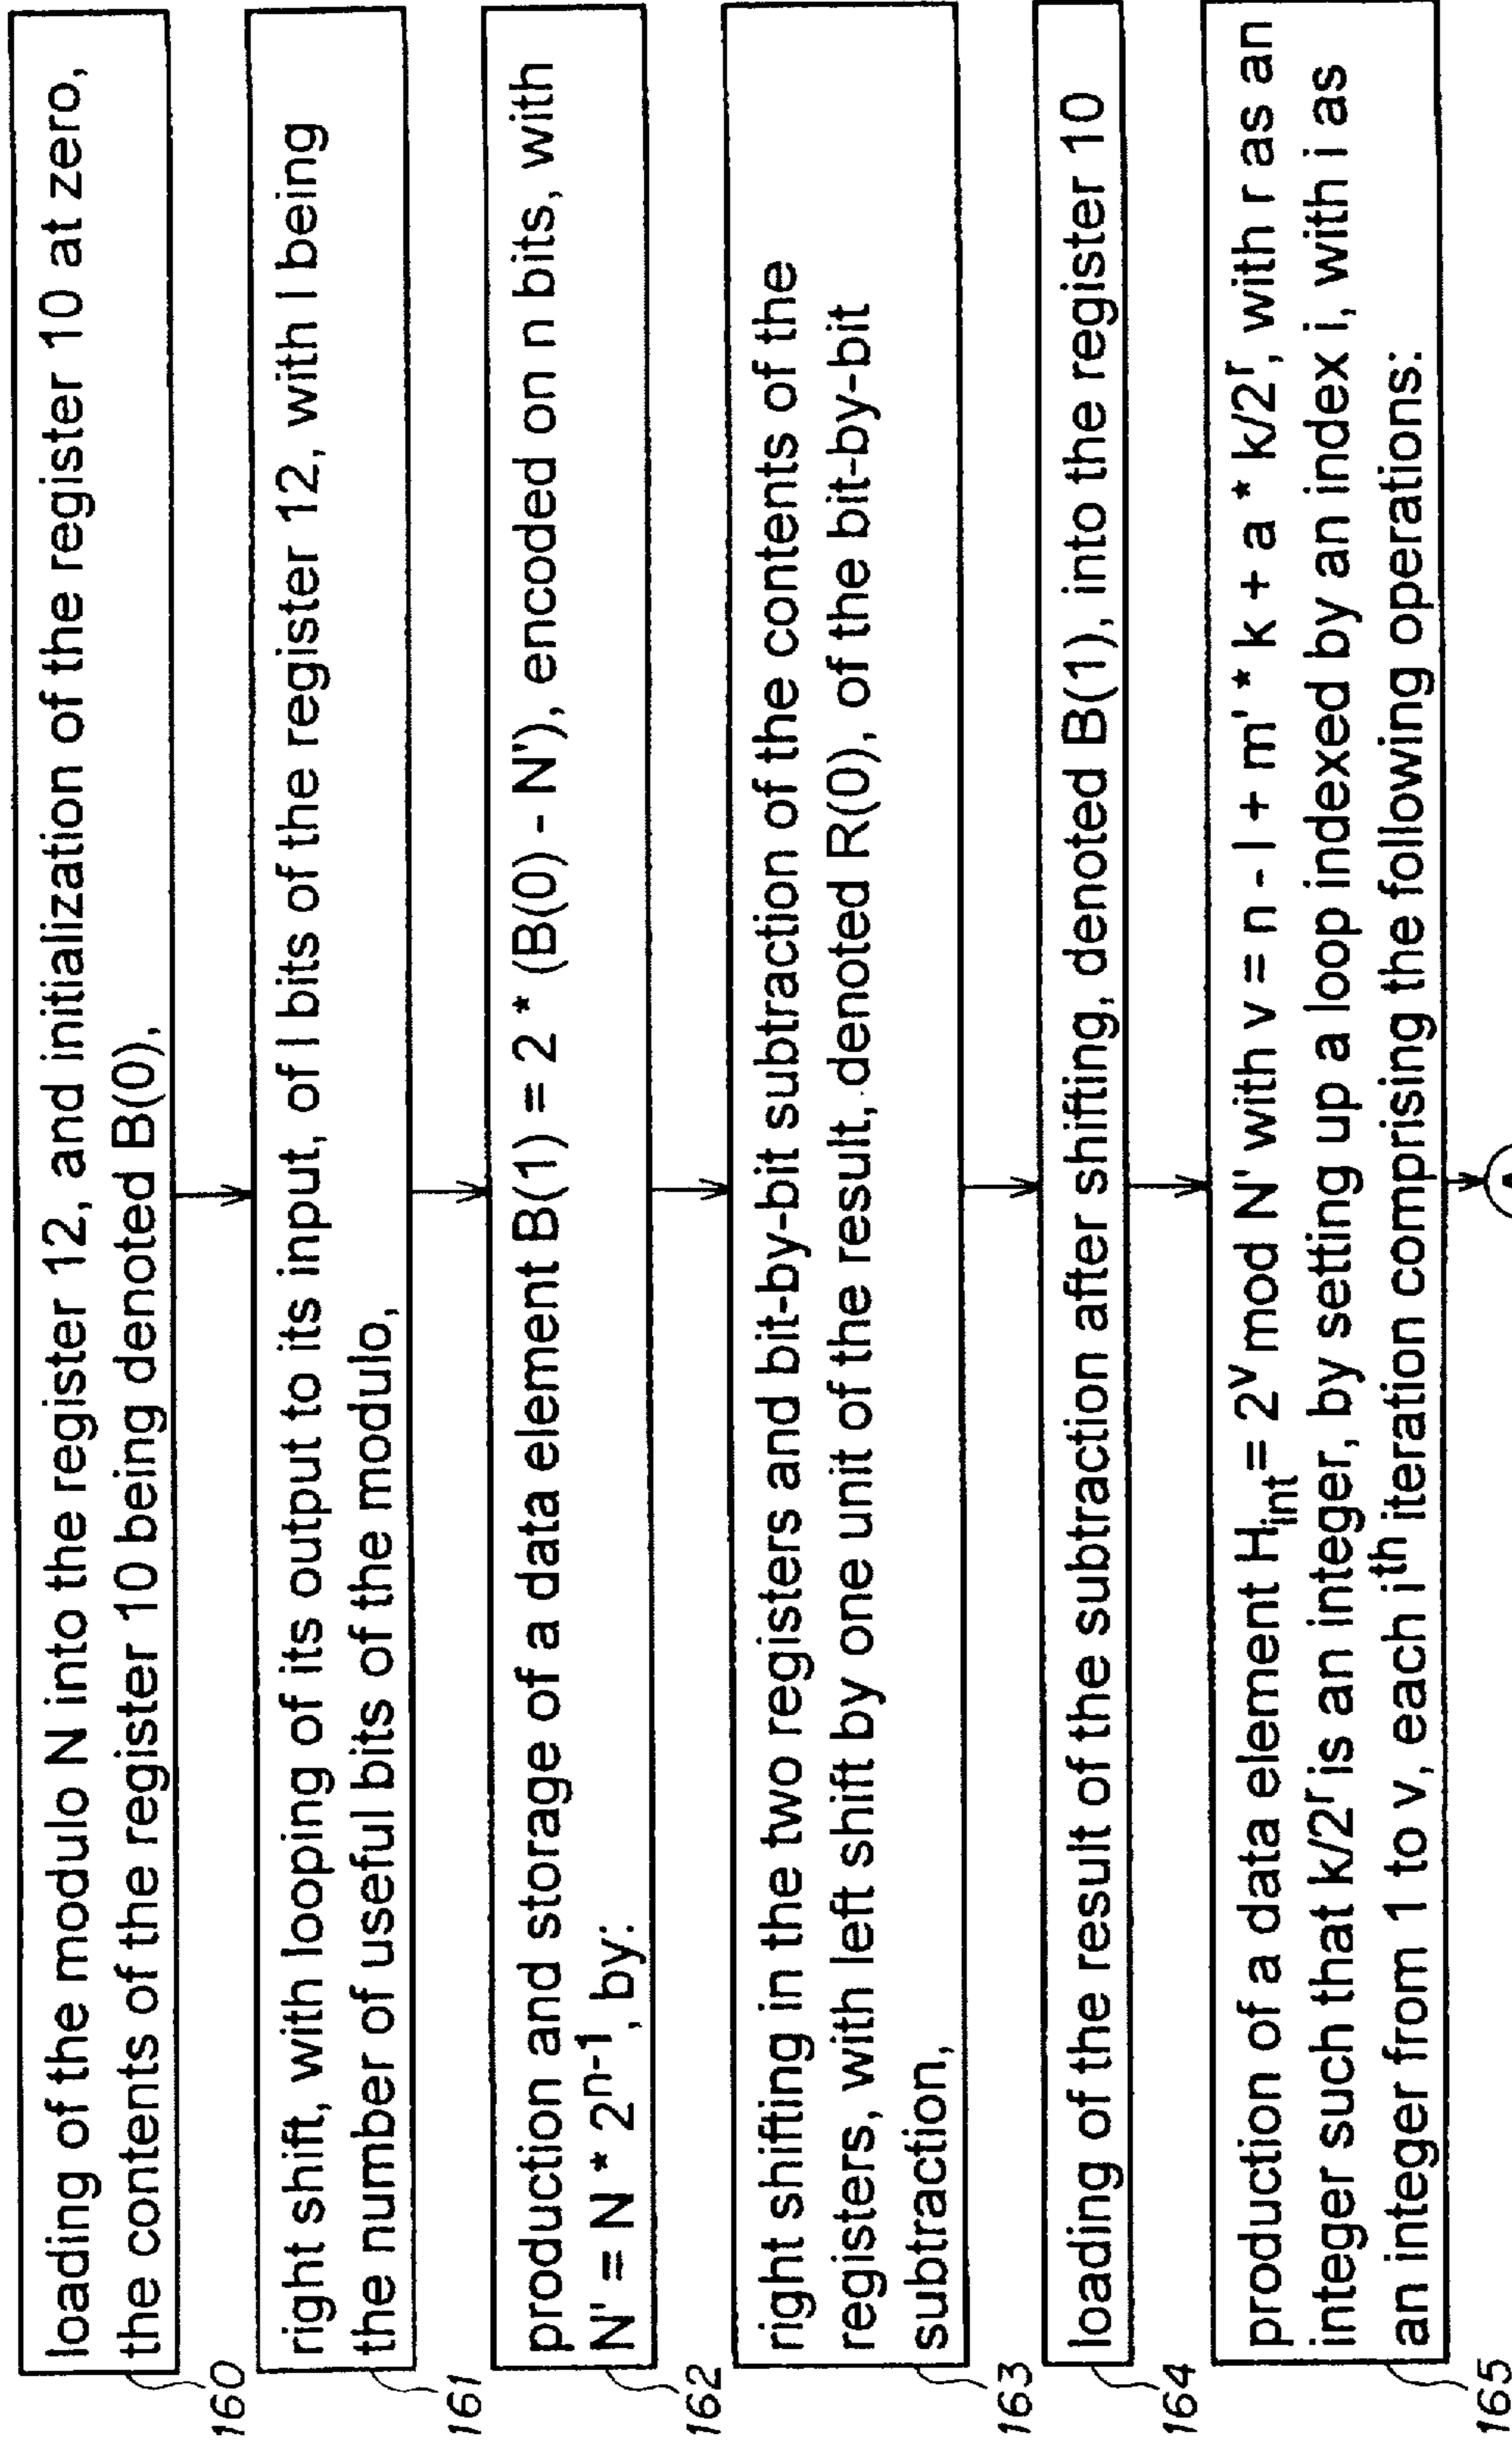 loading of the modulo N into the register 12, and initialization of the register 10 at zero,
the contents of the register 10 being denoted B(0),
160
right shift, with looping of its output to its input, of l bits of the register 12, with l being
the number of useful bits of the modulo,
161
production and storage of a data element B(1) = 2 * (B(0) - N'), encoded on n bits, with
N' = N * 2ⁿ⁻¹, by:
162
right shifting in the two registers and bit-by-bit subtraction of the contents of the
registers, with left shift by one unit of the result, denoted R(0), of the bit-by-bit
subtraction,
163
loading of the result of the subtraction after shifting, denoted B(1), into the register 10
164
production of a data element H_int = 2^v mod N' with v = n - l + m' * k + a * k/2^r, with r as an
integer such that k/2^r is an integer, by setting up a loop indexed by an index i, with i as
an integer from 1 to v, each i^th iteration comprising the following operations:
165